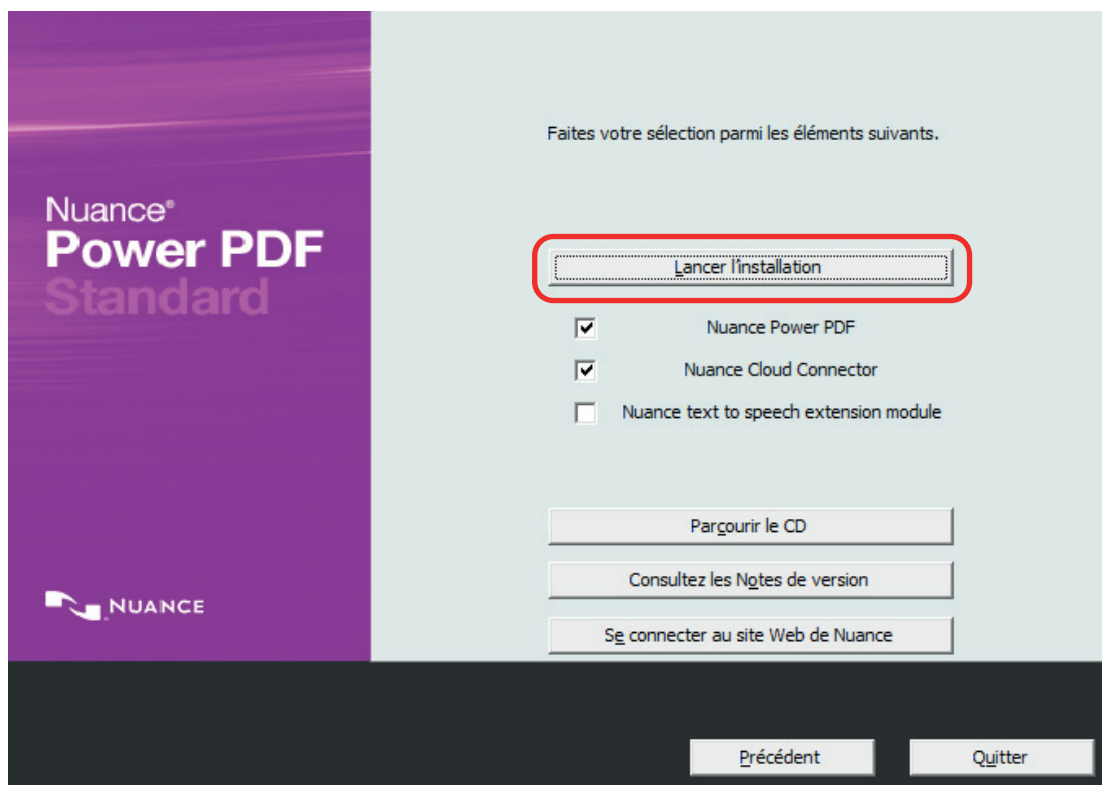 Faites votre sélection parmi les éléments suivants.
Nuance®
Power PDF
Standard
Lancer l'installation
Nuance Power PDF
Nuance Cloud Connector
Nuance text to speech extension module
Parcourir le CD
Consultez les Notes de version
Se connecter au site Web de Nuance
NUANCE
Précédent
Quitter